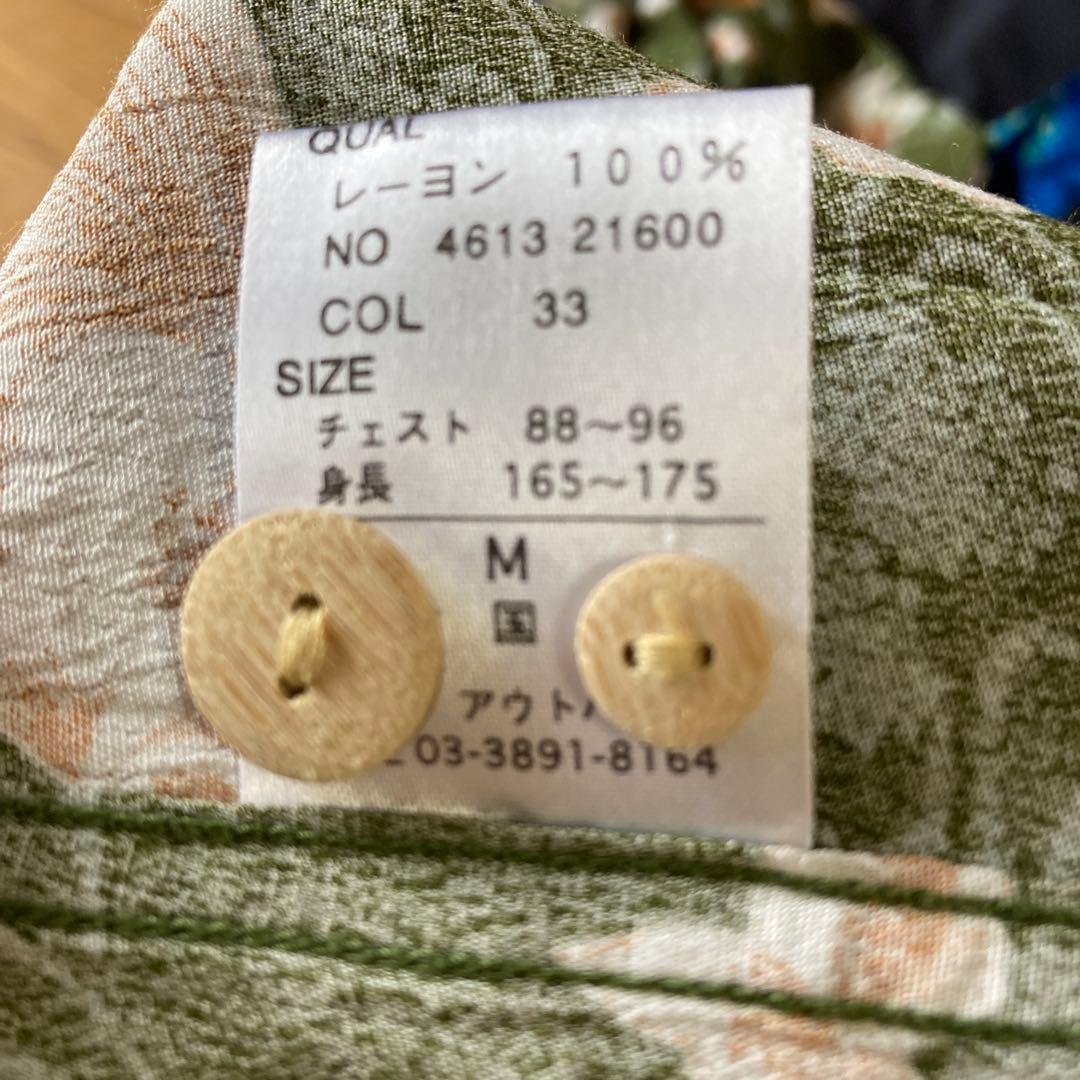 QUAL
レーヨン 100%
NO 4613 21600
COL 33
SIZE
チェスト 88～96
身長 165～175
M
国
アウト
03-3891-8164